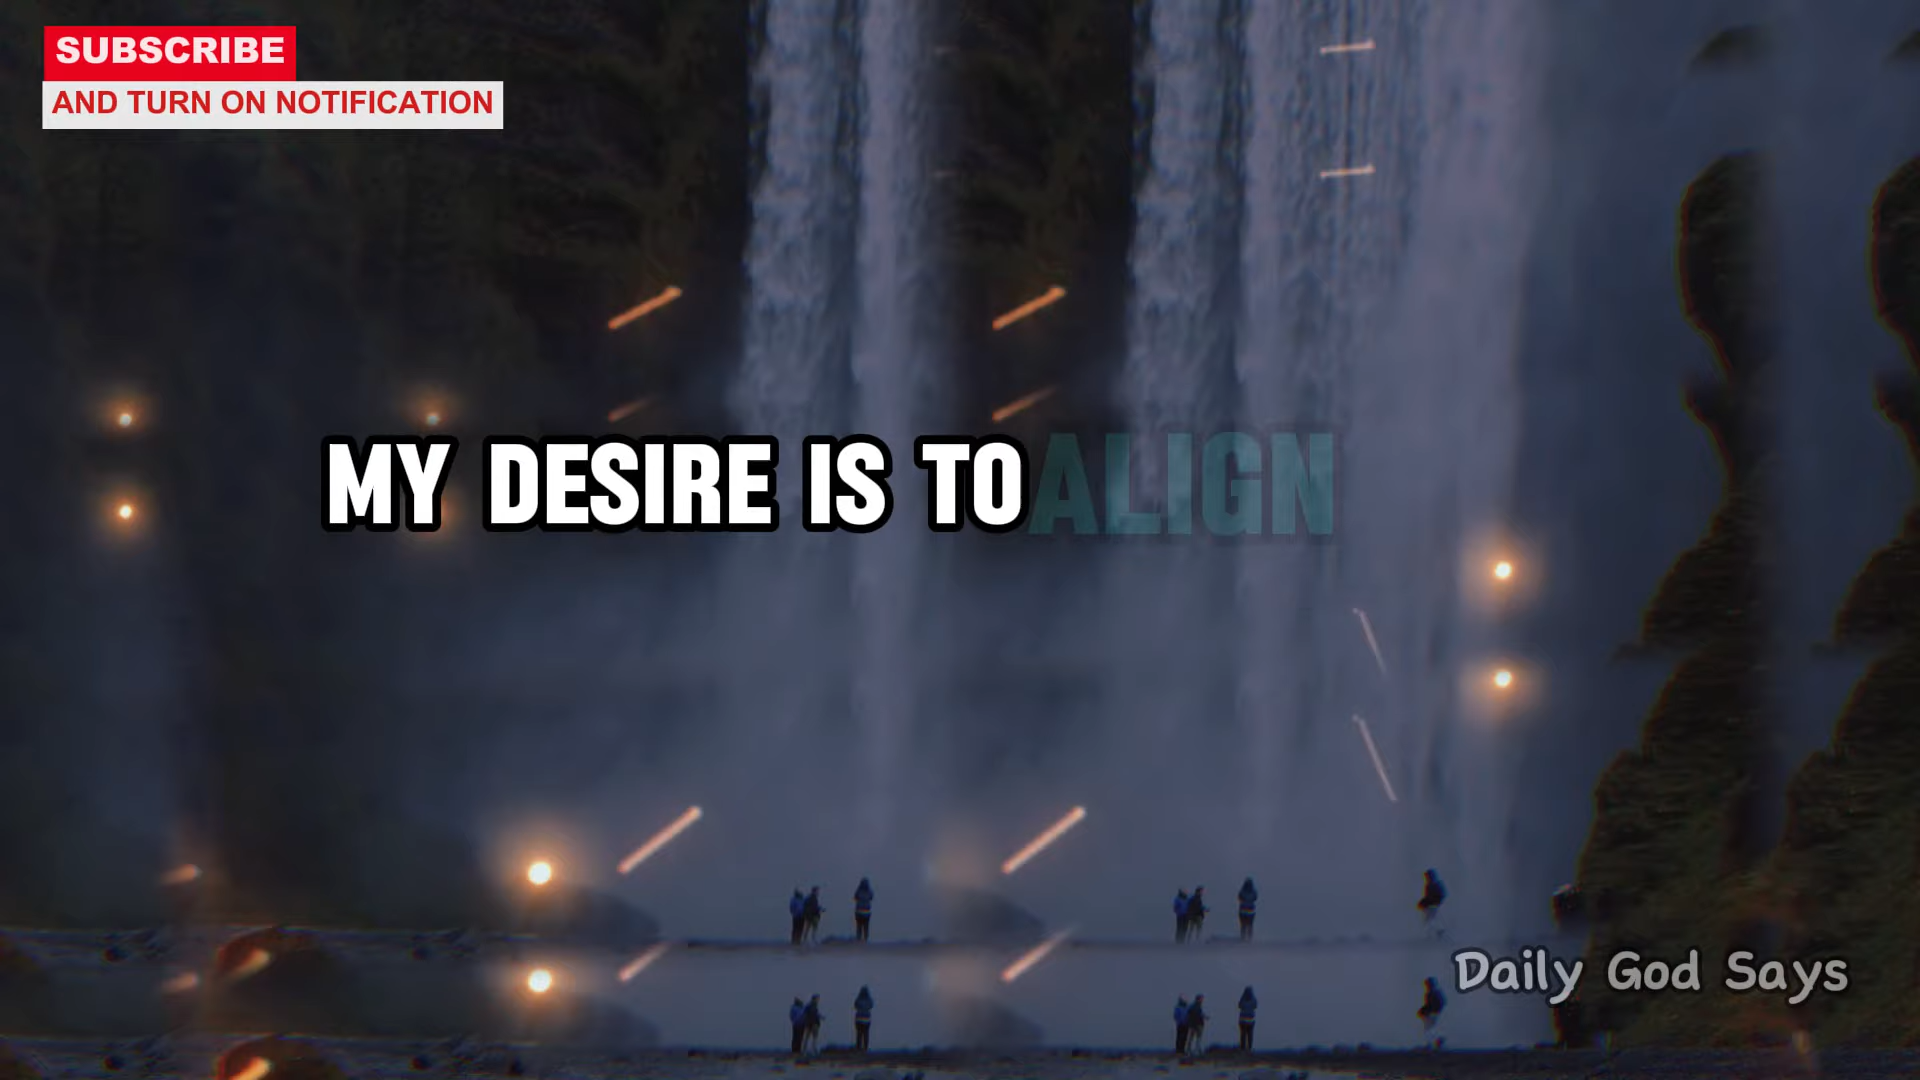 SUBSCRIBE
AND TURN ON NOTIFICATION
MY DESIRE IS TO ALIGN
Daily God Says